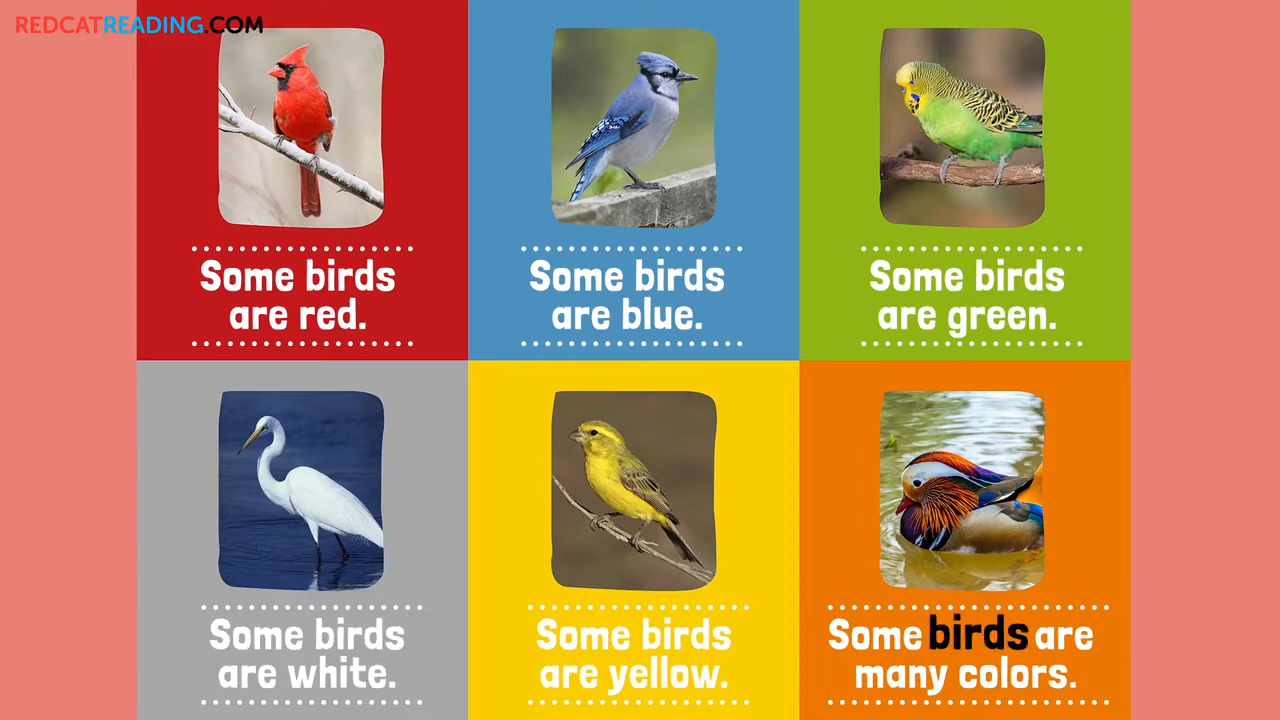 REDCATREADING.COM
Some birds
are red.
Some birds
are blue.
Some birds
are green.
Some birds
are white.
Some birds
are yellow.
Some birds are
many colors.